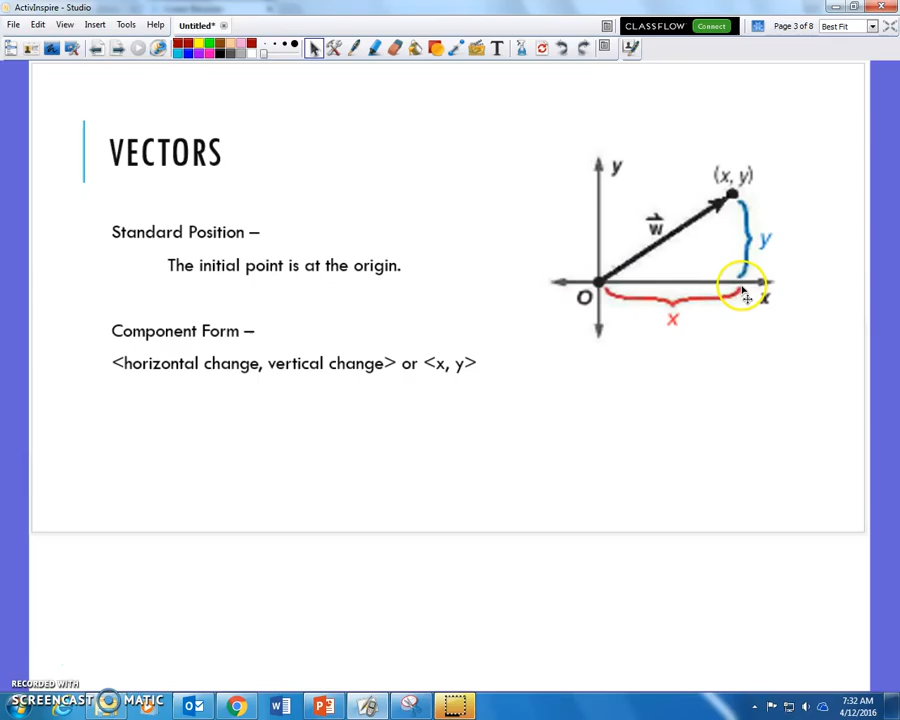 ActivInspire - Studio
File Edit View Insert Tools Help Untitled*
CLASSFLOW Connect Page 3 of 8 Best Fit
VECTORS
Standard Position –
The initial point is at the origin.
Component Form –
<horizontal change, vertical change> or <x, y>
y
(x, y)
w
y
O
x
x
RECORDED WITH
SCREENCAST MATIC
7:32 AM
4/12/2016